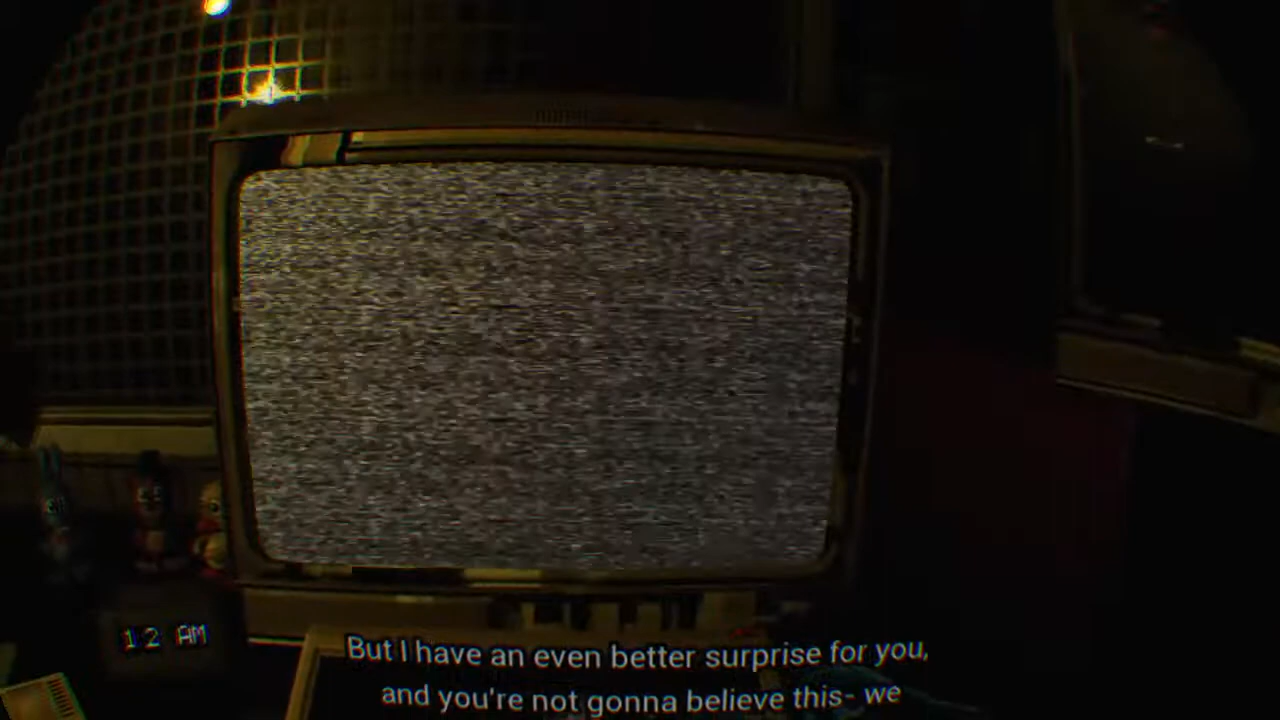 12 AM
But I have an even better surprise for you,
and you're not gonna believe this- we